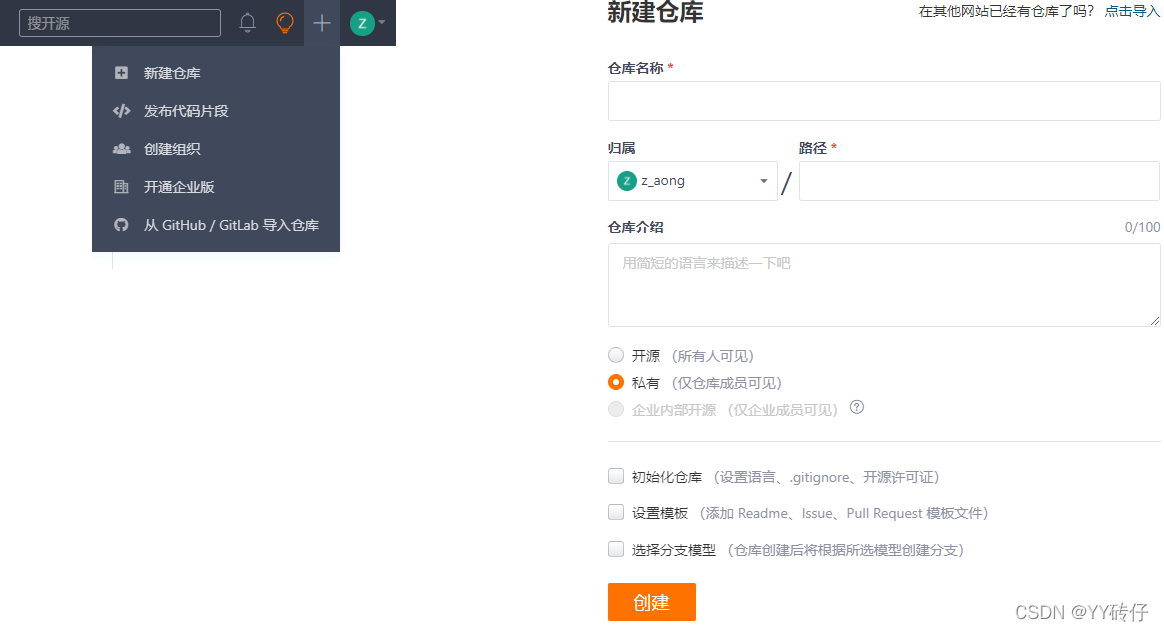 搜开源
Z
新建仓库
发布代码片段
创建组织
开通企业版
从 GitHub / GitLab 导入仓库
新建仓库
在其他网站已经有仓库了吗? 点击导入
仓库名称 *
归属
路径 *
Z z_aong
/
仓库介绍
0/100
用简短的语言来描述一下吧
开源 (所有人可见)
私有 (仅仓库成员可见)
企业内部开源 (仅企业成员可见) ?
初始化仓库 (设置语言、.gitignore、开源许可证)
设置模板 (添加 Readme、Issue、Pull Request 模板文件)
选择分支模型 (仓库创建后将根据所选模型创建分支)
创建
CSDN @YY砖仔